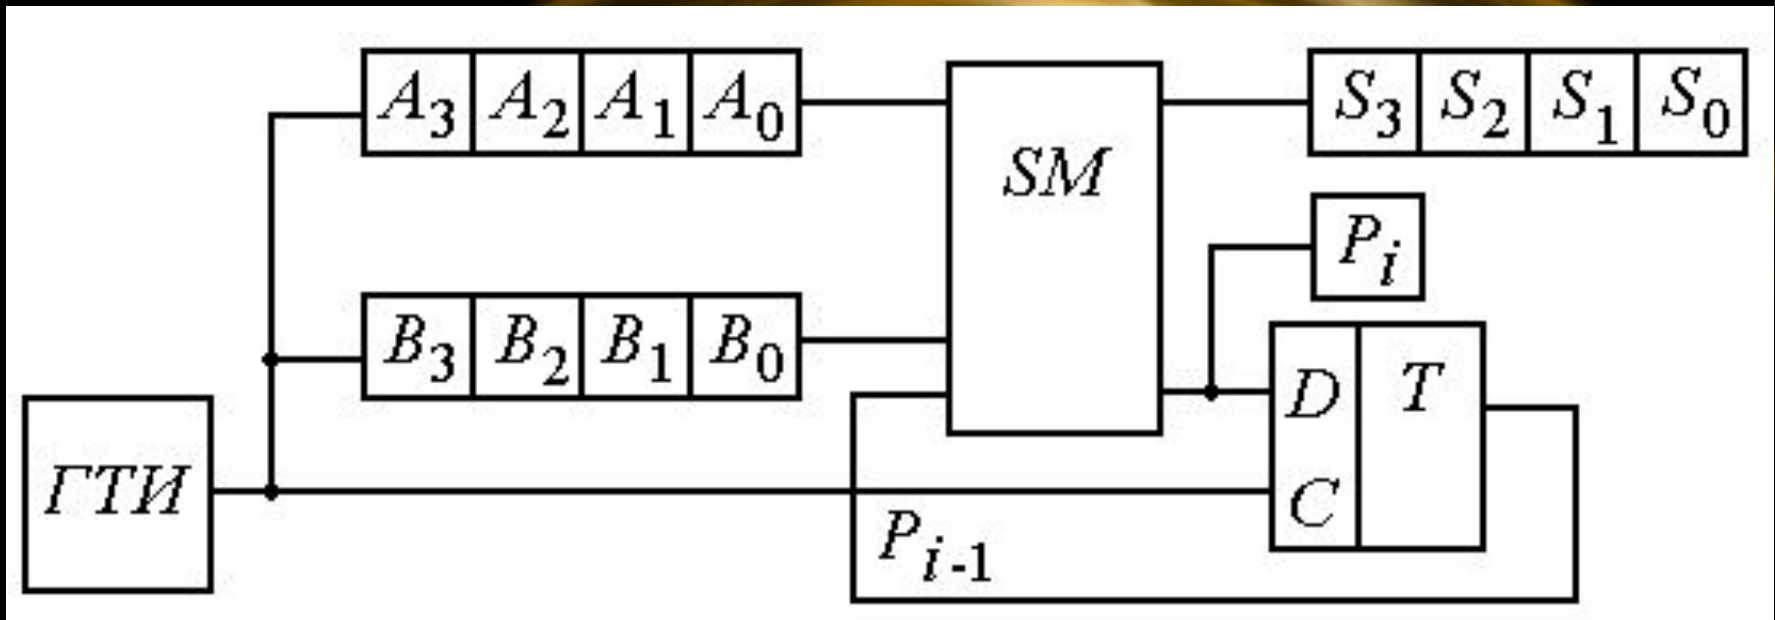 A3 A2 A1 A0
S3 S2 S1 S0
SM
Pi
B3 B2 B1 B0
D T
ГТИ
C
Pi-1